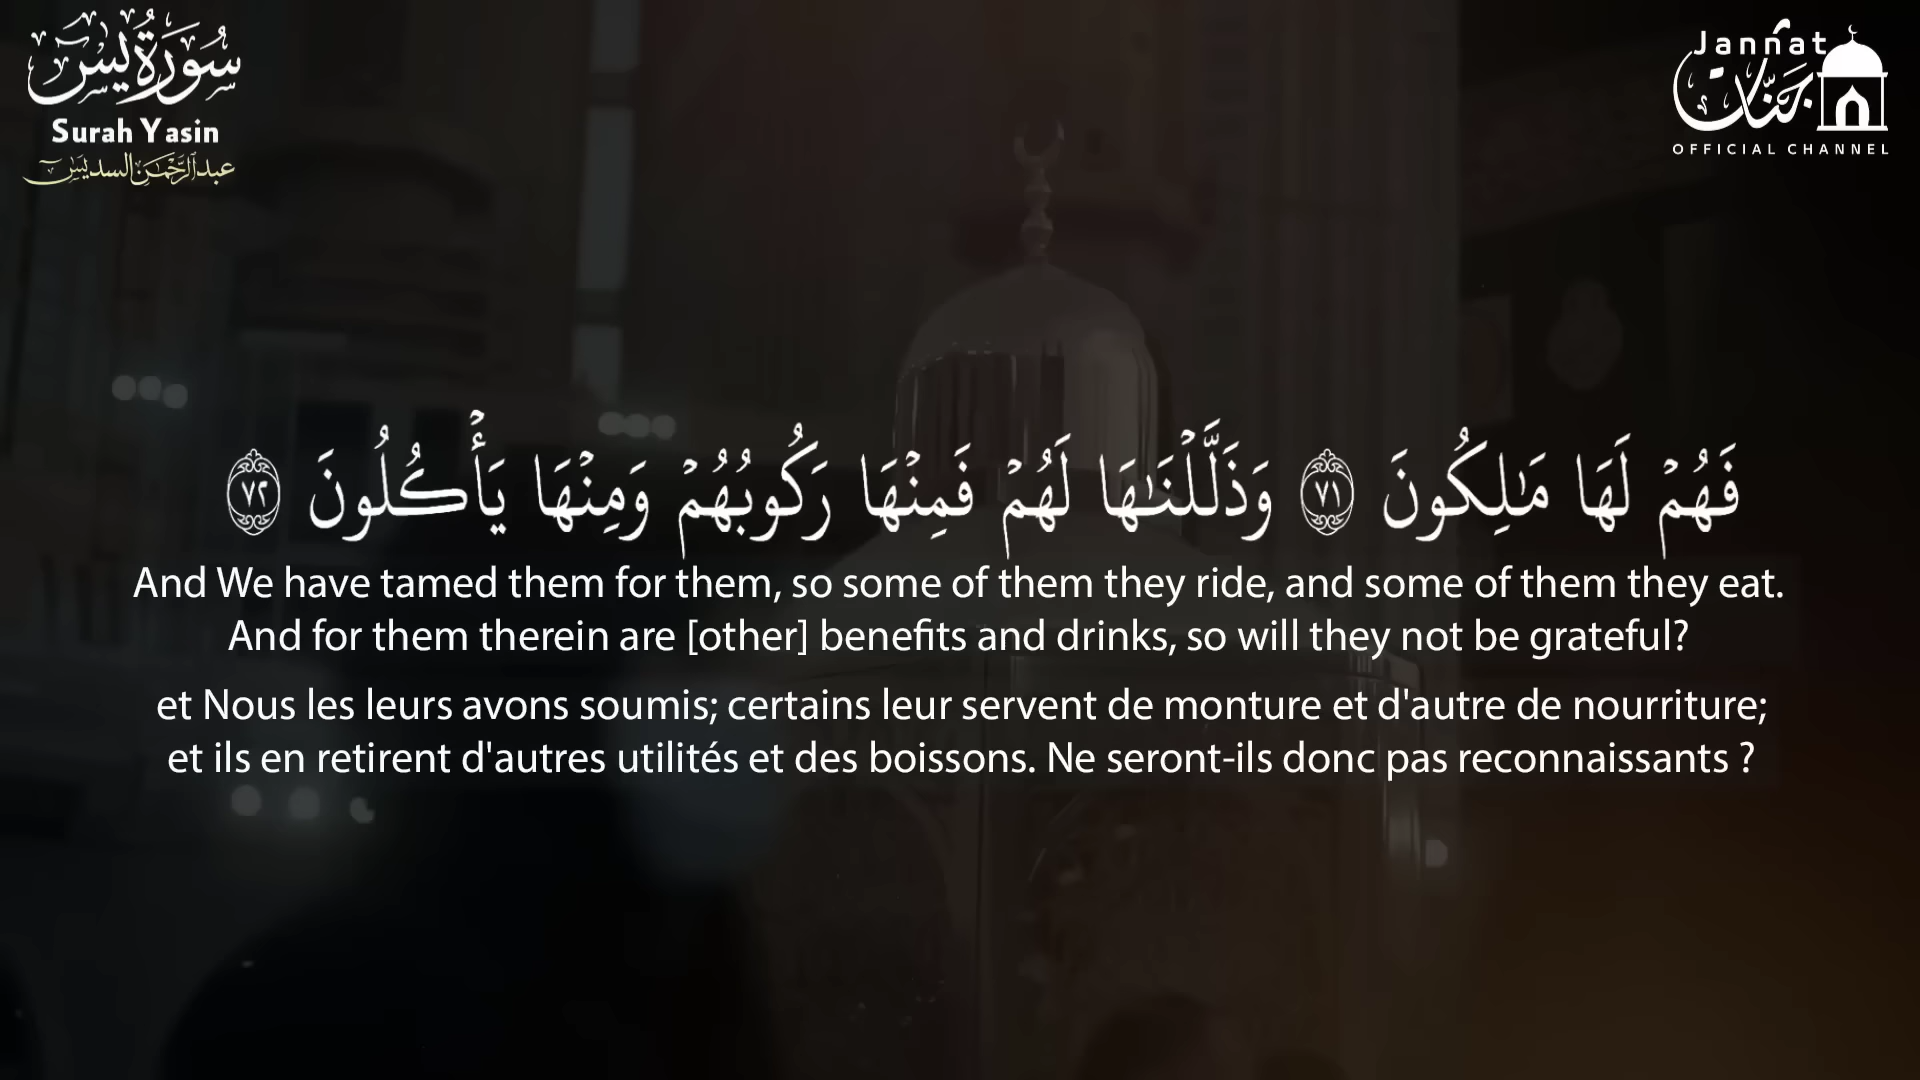 سُورَةُ يسٓ
Surah Yasin
عبد الرَّحْمٰن السديس
Jannat
جَنَّات
OFFICIAL CHANNEL
فَهُمْ لَهَا مَـٰلِكُونَ ٧١ وَذَلَّلْنَـٰهَا لَهُمْ فَمِنْهَا رَكُوبُهُمْ وَمِنْهَا يَأْكُلُونَ ٧٢
And We have tamed them for them, so some of them they ride, and some of them they eat.
And for them therein are [other] benefits and drinks, so will they not be grateful?
et Nous les leurs avons soumis; certains leur servent de monture et d'autre de nourriture;
et ils en retirent d'autres utilités et des boissons. Ne seront-ils donc pas reconnaissants ?